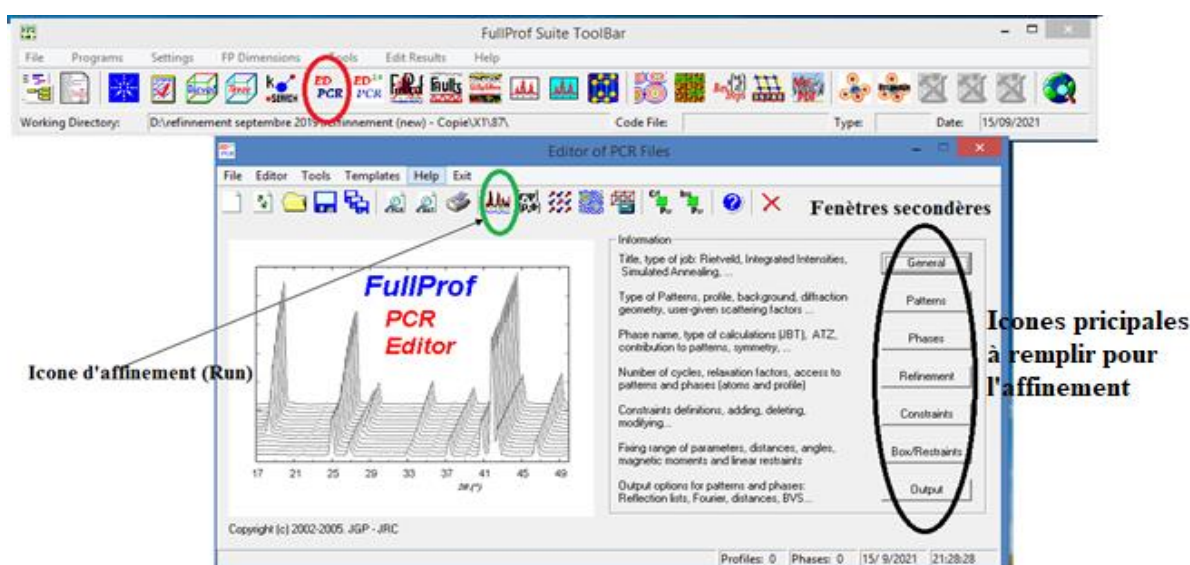 FullProf Suite ToolBar
File Programs Settings FP Dimensions Tools Edit Results Help
ED PCR
Faults
Working Directory: D:\refinnement septembre 2019 Code File: Type: Date: 15/09/2021
Editor of PCR Files
File Editor Tools Templates Help Exit
Fenètres secondères
FullProf
PCR
Editor
17 21 25 29 33 37 41 45 49
Icone d'affinement (Run)
Information
Title, type of job: Rietveld, Integrated Intensities,
Simulated Annealing, ...
General
Type of Patterns, profile, background, diffraction
geometry, user-given scattering factors ...
Patterns
Phase name, type of calculations (JBT), ATZ,
contribution to patterns, symmetry, ...
Phases
Number of cycles, relaxation factors, access to
patterns and phases (atoms and profile)
Refinement
Constraints definitions, adding, deleting,
modifying...
Constraints
Fixing range of parameters, distances, angles,
magnetic moments and linear restraints
Box/Restraints
Output options for patterns and phases:
Reflection lists, Fourier, distances, BVS...
Output
Icones pricipales
à remplir pour
l'affinement
Copyright (c) 2002-2005. JGP - JRC
Profiles: 0 Phases: 0 15/ 9/2021 21:28:28